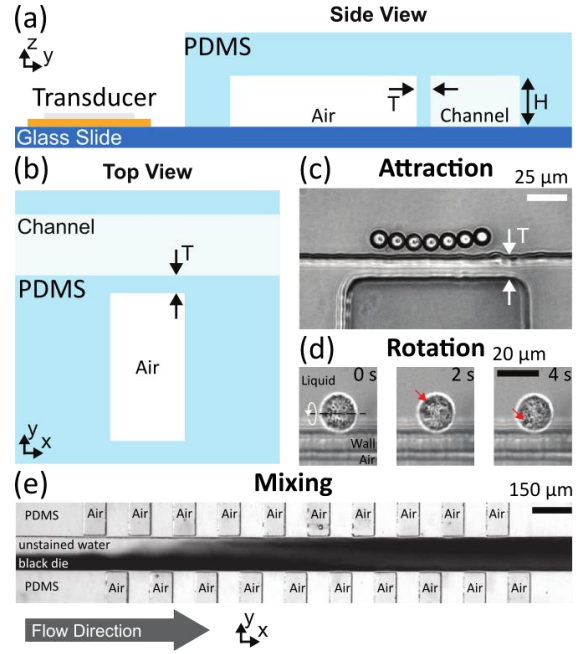 (a)
Side View
z
y
PDMS
Transducer
T
H
Air
Channel
Glass Slide
(b)
Top View
Channel
T
PDMS
Air
y
x
(c)
Attraction
25 µm
T
(d)
Rotation
20 µm
Liquid
0 s
2 s
4 s
Wall
Air
(e)
Mixing
150 µm
PDMS
Air Air Air Air Air Air Air Air Air Air
unstained water
black die
PDMS
Air Air Air Air Air Air Air Air Air
Flow Direction
y
x